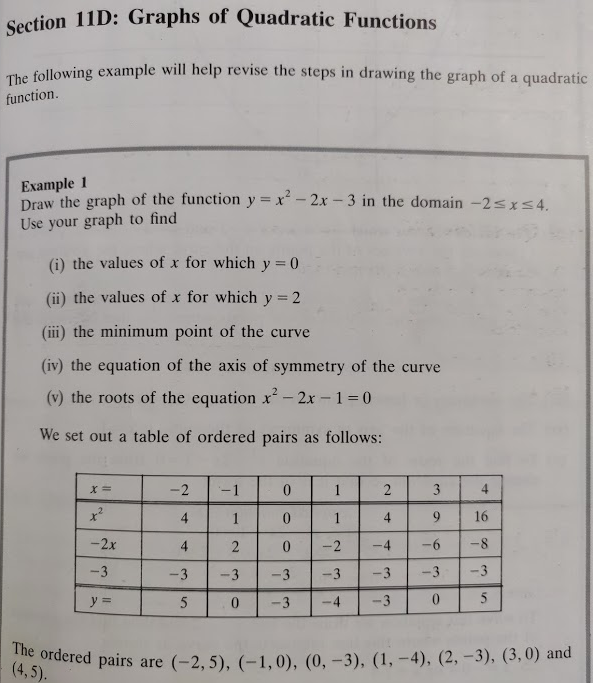 Section 11D: Graphs of Quadratic Functions
The following example will help revise the steps in drawing the graph of a quadratic
function.
Example 1
Draw the graph of the function y = x² − 2x − 3 in the domain −2 ≤ x ≤ 4.
Use your graph to find
(i) the values of x for which y = 0
(ii) the values of x for which y = 2
(iii) the minimum point of the curve
(iv) the equation of the axis of symmetry of the curve
(v) the roots of the equation x² − 2x − 1 = 0
We set out a table of ordered pairs as follows:
x = −2 −1 0 1 2 3 4
x² 4 1 0 1 4 9 16
−2x 4 2 0 −2 −4 −6 −8
−3 −3 −3 −3 −3 −3 −3 −3
y = 5 0 −3 −4 −3 0 5
The ordered pairs are (−2, 5), (−1, 0), (0, −3), (1, −4), (2, −3), (3, 0) and
(4, 5).